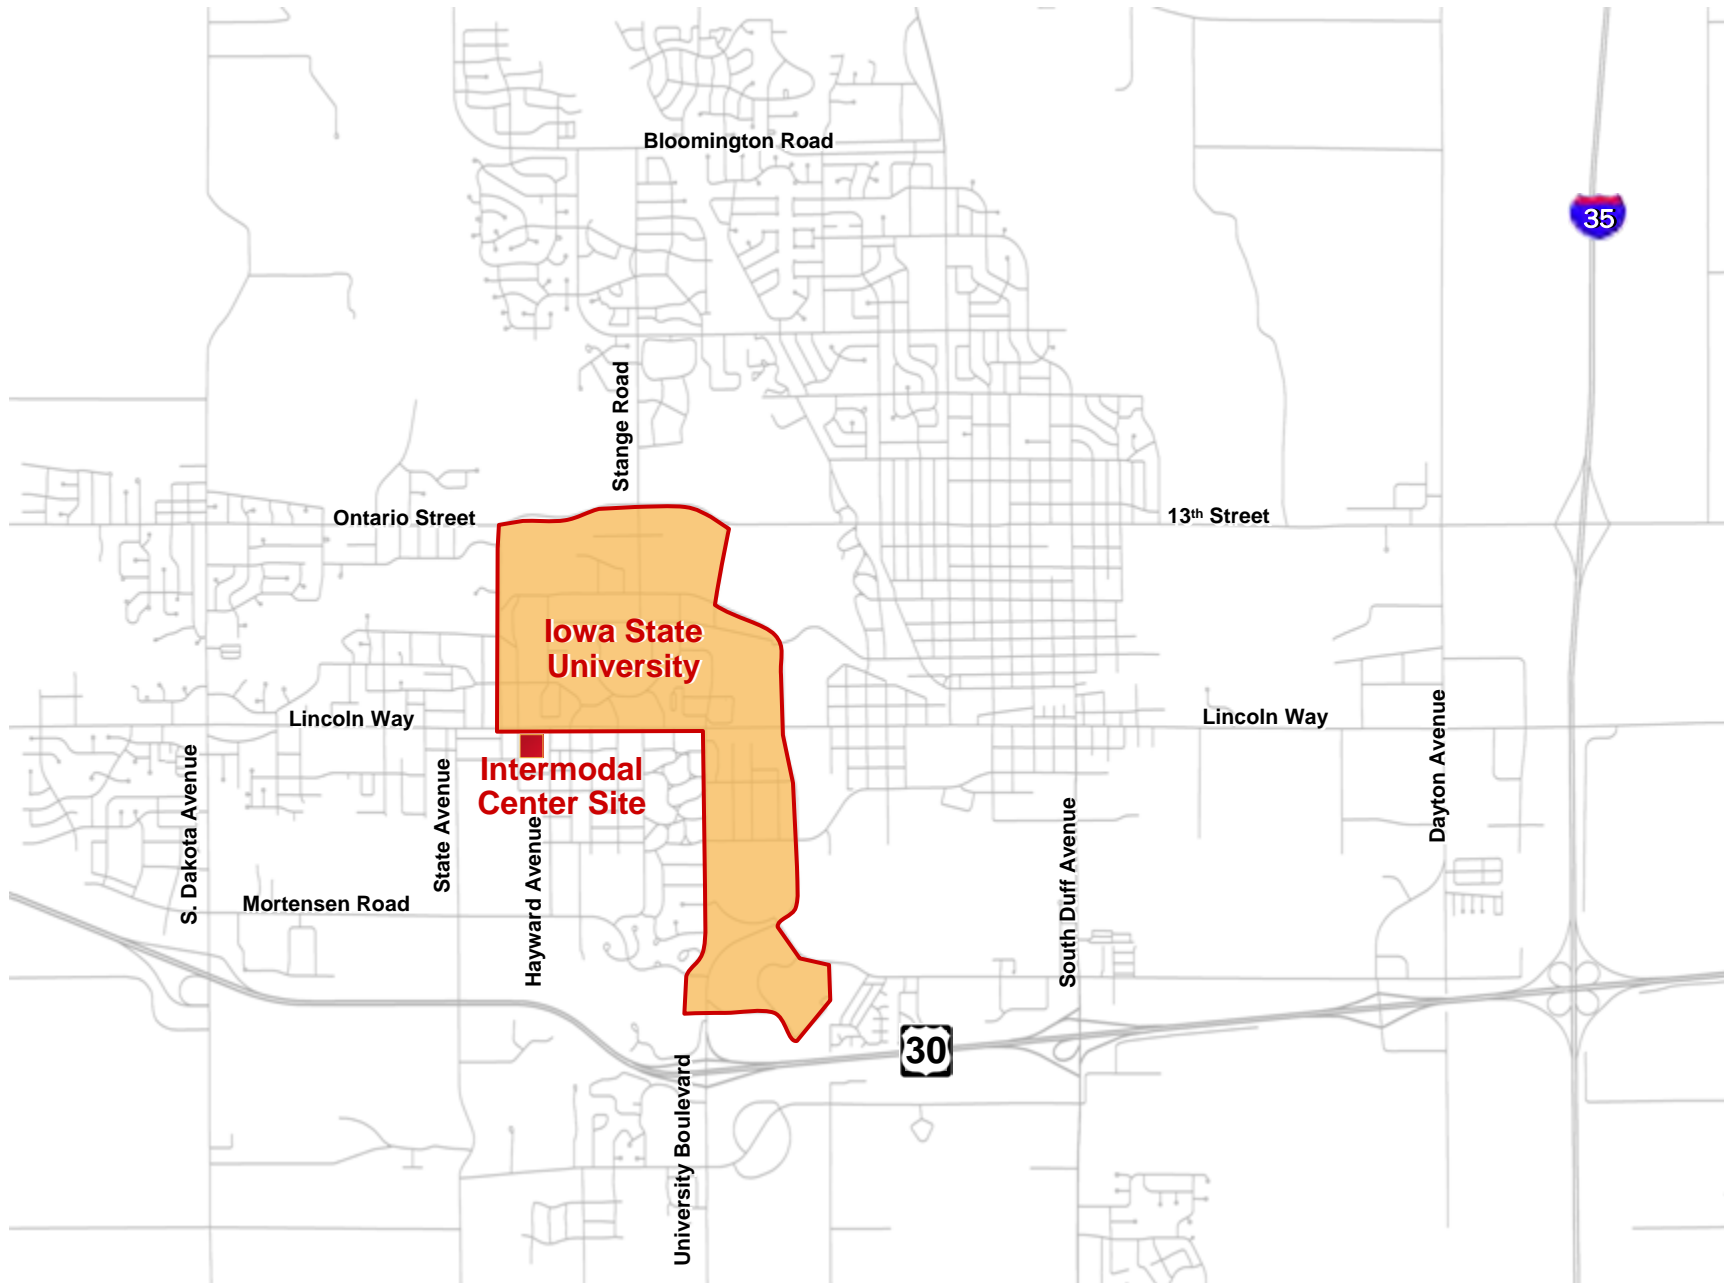 Bloomington Road
35
Stange Road
Ontario Street
13th Street
Iowa State
University
Lincoln Way
Lincoln Way
Intermodal
Center Site
S. Dakota Avenue
State Avenue
Hayward Avenue
Mortensen Road
South Duff Avenue
Dayton Avenue
30
University Boulevard